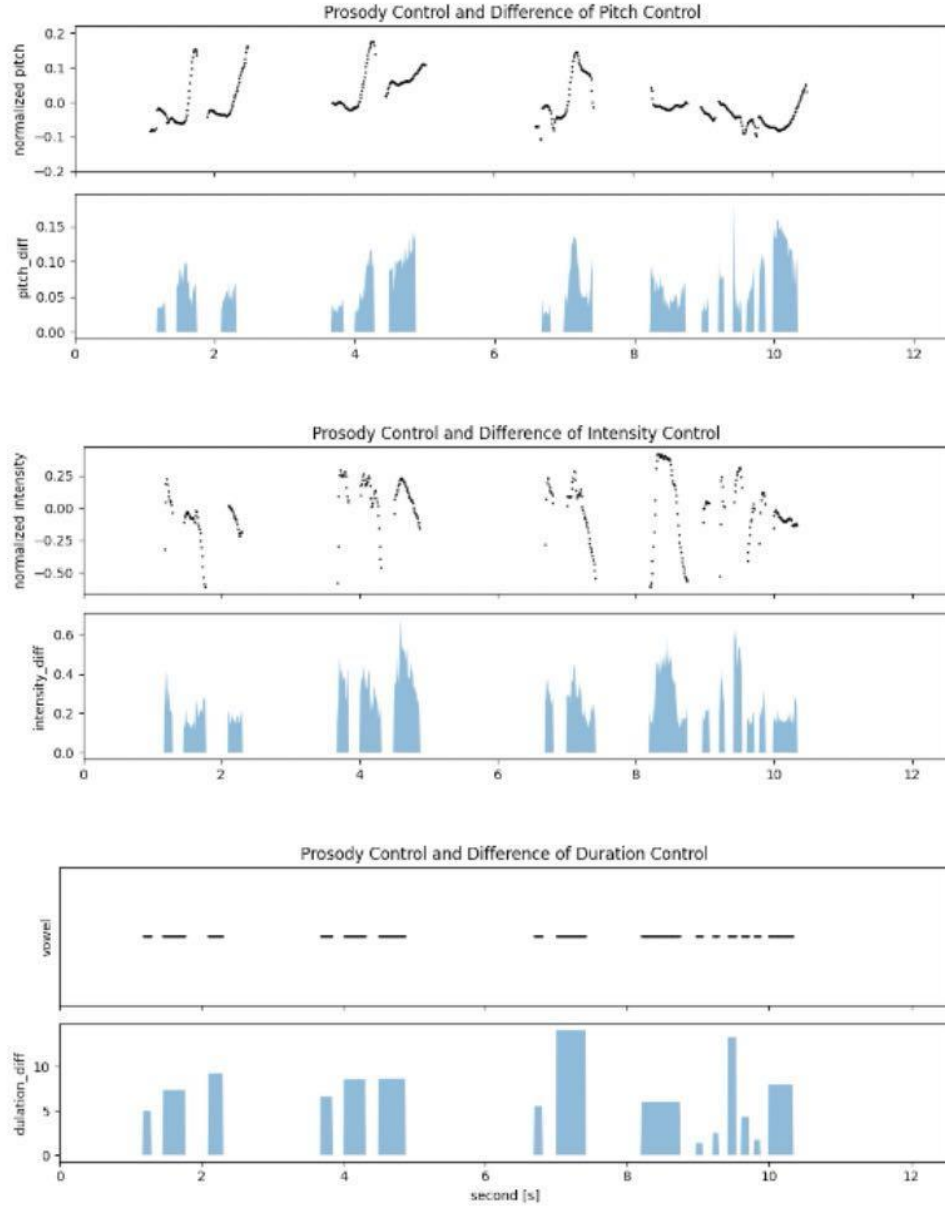 Prosody Control and Difference of Pitch Control
normalized pitch
0.2
0.1
0.0
−0.1
−0.2
pitch_diff
0.15
0.10
0.05
0.00
0 2 4 6 8 10 12
Prosody Control and Difference of Intensity Control
normalized intensity
0.25
0.00
−0.25
−0.50
intensity_diff
0.6
0.4
0.2
0.0
0 2 4 6 8 10 12
Prosody Control and Difference of Duration Control
vowel
dulation_diff
10
5
0
0 2 4 6 8 10 12
second [s]